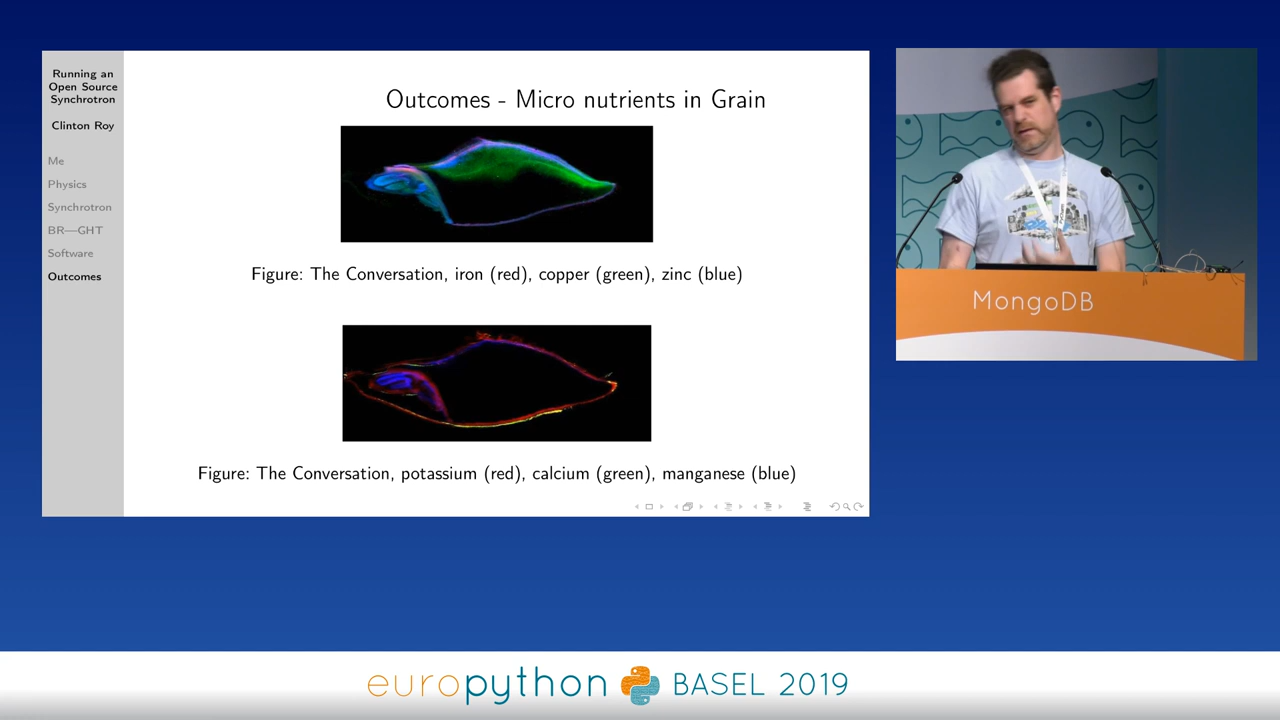 Running an
Open Source
Synchrotron
Clinton Roy
Me
Physics
Synchrotron
BR—GHT
Software
Outcomes
Outcomes - Micro nutrients in Grain
Figure: The Conversation, iron (red), copper (green), zinc (blue)
Figure: The Conversation, potassium (red), calcium (green), manganese (blue)
MongoDB
europython BASEL 2019